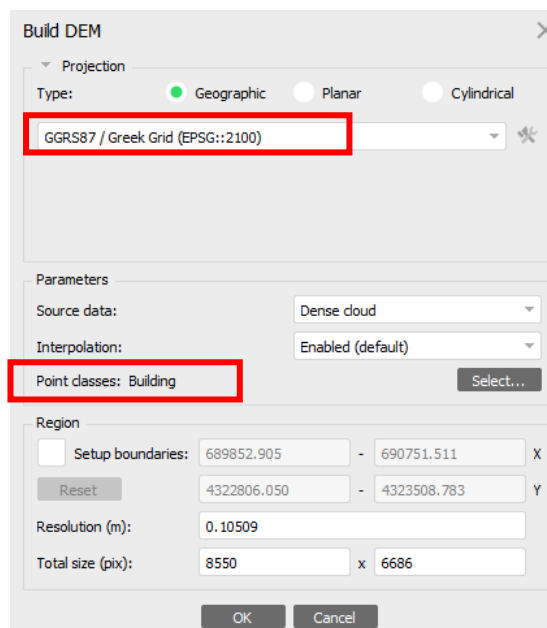 Build DEM
Projection
Type: Geographic Planar Cylindrical
GGRS87 / Greek Grid (EPSG::2100)
Parameters
Source data: Dense cloud
Interpolation: Enabled (default)
Point classes: Building Select...
Region
Setup boundaries: 689852.905 - 690751.511 X
Reset 4322806.050 - 4323508.783 Y
Resolution (m): 0.10509
Total size (pix): 8550 x 6686
OK Cancel